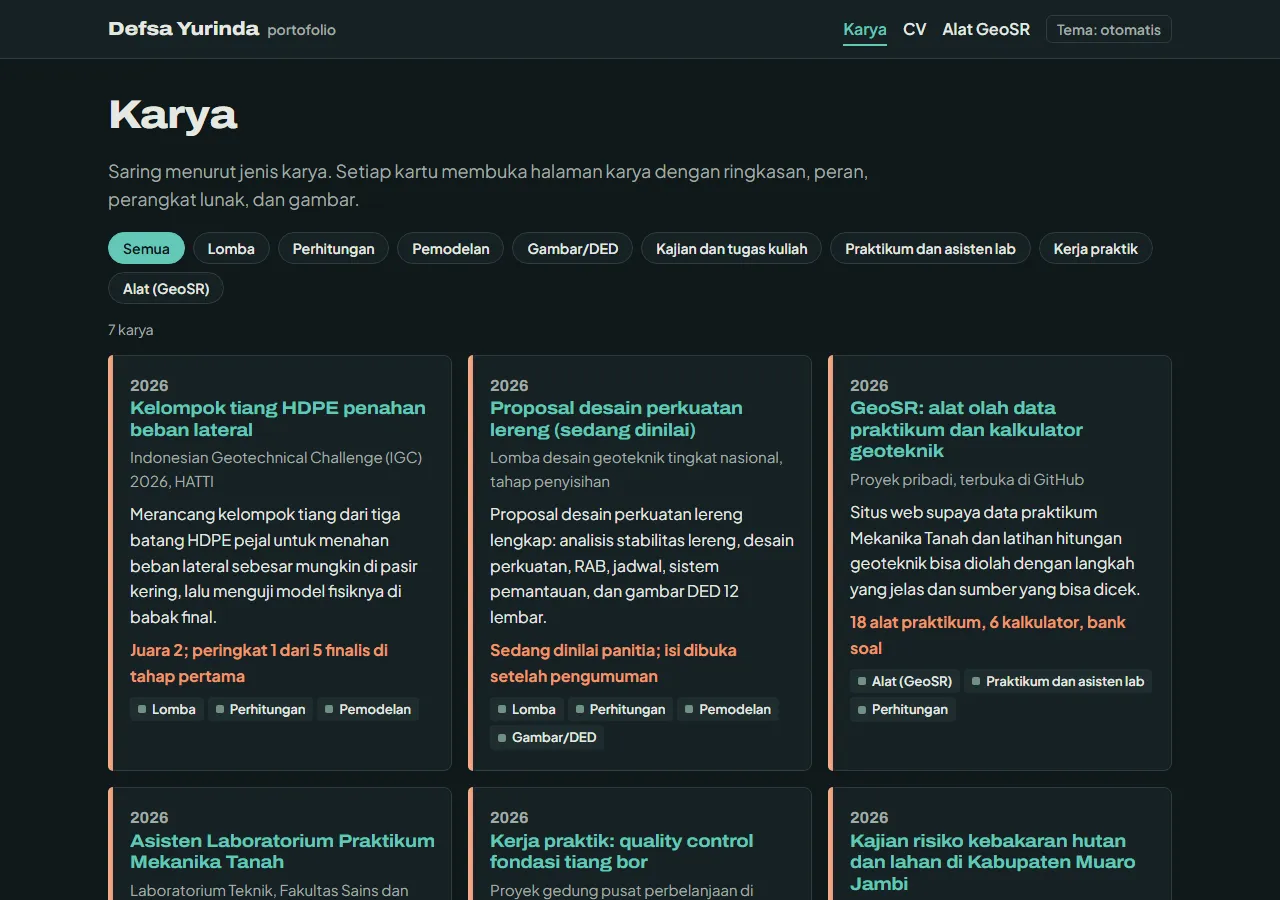 Defsa Yurinda portofolio
Karya CV Alat GeoSR Tema: otomatis
Karya
Saring menurut jenis karya. Setiap kartu membuka halaman karya dengan ringkasan, peran,
perangkat lunak, dan gambar.
Semua Lomba Perhitungan Pemodelan Gambar/DED Kajian dan tugas kuliah Praktikum dan asisten lab Kerja praktik
Alat (GeoSR)
7 karya
2026
Kelompok tiang HDPE penahan
beban lateral
Indonesian Geotechnical Challenge (IGC)
2026, HATTI
Merancang kelompok tiang dari tiga
batang HDPE pejal untuk menahan
beban lateral sebesar mungkin di pasir
kering, lalu menguji model fisiknya di
babak final.
Juara 2; peringkat 1 dari 5 finalis di
tahap pertama
Lomba Perhitungan Pemodelan
2026
Proposal desain perkuatan
lereng (sedang dinilai)
Lomba desain geoteknik tingkat nasional,
tahap penyisihan
Proposal desain perkuatan lereng
lengkap: analisis stabilitas lereng, desain
perkuatan, RAB, jadwal, sistem
pemantauan, dan gambar DED 12
lembar.
Sedang dinilai panitia; isi dibuka
setelah pengumuman
Lomba Perhitungan Pemodelan
Gambar/DED
2026
GeoSR: alat olah data
praktikum dan kalkulator
geoteknik
Proyek pribadi, terbuka di GitHub
Situs web supaya data praktikum
Mekanika Tanah dan latihan hitungan
geoteknik bisa diolah dengan langkah
yang jelas dan sumber yang bisa dicek.
18 alat praktikum, 6 kalkulator, bank
soal
Alat (GeoSR) Praktikum dan asisten lab
Perhitungan
2026
Asisten Laboratorium Praktikum
Mekanika Tanah
Laboratorium Teknik, Fakultas Sains dan
2026
Kerja praktik: quality control
fondasi tiang bor
Proyek gedung pusat perbelanjaan di
2026
Kajian risiko kebakaran hutan
dan lahan di Kabupaten Muaro
Jambi